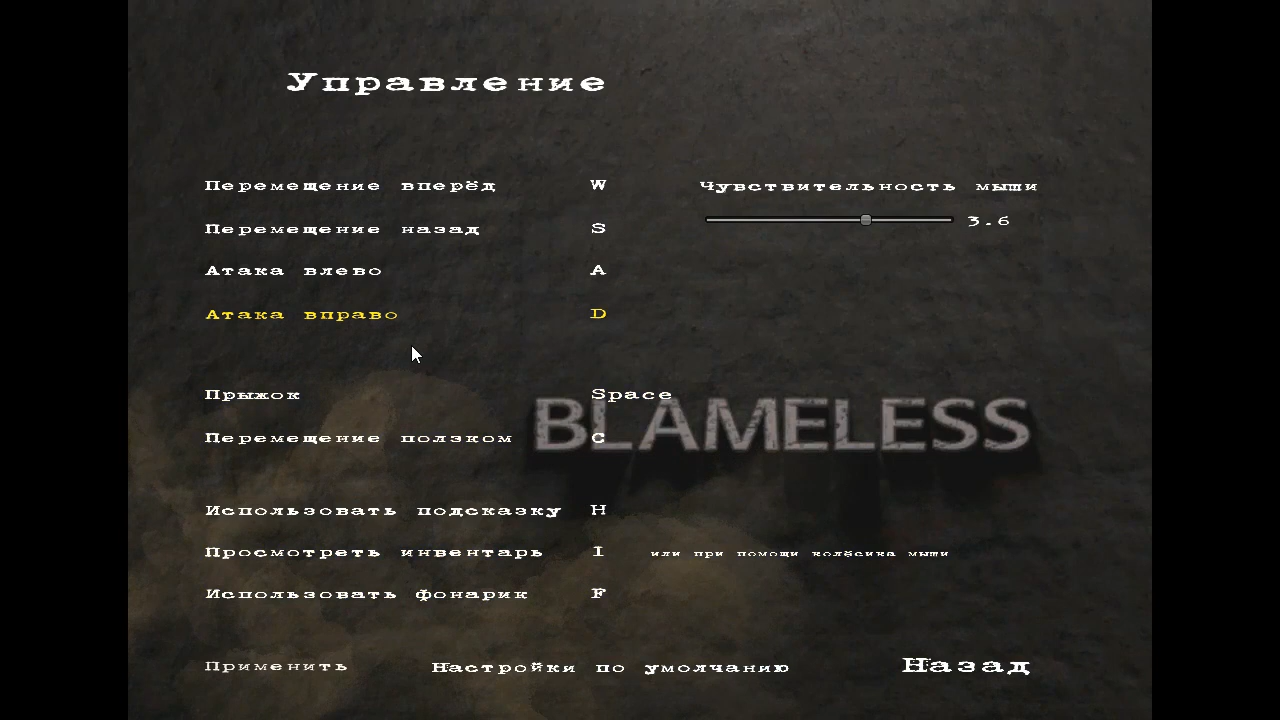 Управление
Перемещение вперёд W
Чувствительность мыши
Перемещение назад S
3.6
Атака влево A
Атака вправо D
Прыжок Space
Перемещение ползком C
BLAMELESS
Использовать подсказку H
Просмотреть инвентарь I или при помощи колёсика мыши
Использовать фонарик F
Применить Настройки по умолчанию Назад